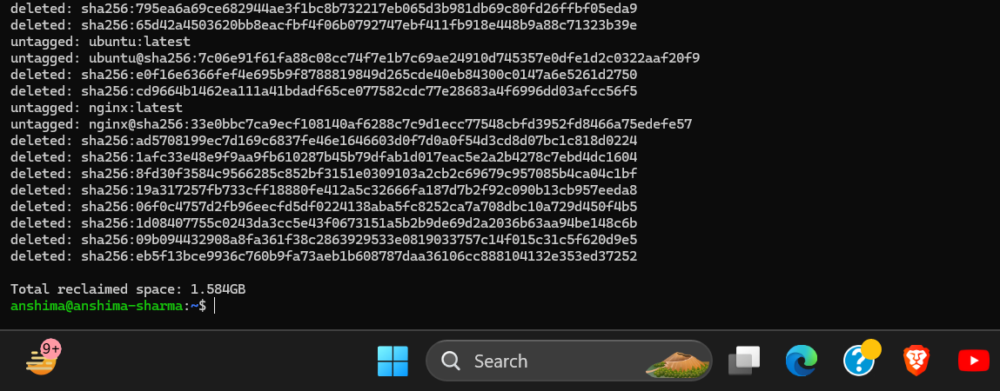 deleted: sha256:795ea6a69ce682944ae3f1bc8b732217eb065d3b981db69c80fd26ffbf05eda9
deleted: sha256:65d42a4503620bb8eacfbf4f06b0792747ebf411fb918e448b9a88c71323b39e
untagged: ubuntu:latest
untagged: ubuntu@sha256:7c06e91f61fa88c08cc74f7e1b7c69ae24910d745357e0dfe1d2c0322aaf20f9
deleted: sha256:e0f16e6366fef4e695b9f8788819849d265cde40eb84300c0147a6e5261d2750
deleted: sha256:cd9664b1462ea111a41bdadf65ce077582cdc77e28683a4f6996dd03afcc56f5
untagged: nginx:latest
untagged: nginx@sha256:33e0bbc7ca9ecf108140af6288c7c9d1ecc77548cbfd3952fd8466a75edefe57
deleted: sha256:ad5708199ec7d169c6837fe46e1646603d0f7d0a0f54d3cd8d07bc1c818d0224
deleted: sha256:1afc33e48e9f9aa9fb610287b45b79dfab1d017eac5e2a2b4278c7ebd4dc1604
deleted: sha256:8fd30f3584c9566285c852bf3151e0309103a2cb2c69679c957085b4ca04c1bf
deleted: sha256:19a317257fb733cff18880fe412a5c32666fa187d7b2f92c090b13cb957eeda8
deleted: sha256:06f0c4757d2fb96eecfd5df0224138aba5fc8252ca7a708dbc10a729d450f4b5
deleted: sha256:1d08407755c0243da3cc5e43f0673151a5b2b9de69d2a2036b63aa94be148c6b
deleted: sha256:09b094432908a8fa361f38c2863929533e0819033757c14f015c31c5f620d9e5
deleted: sha256:eb5f13bce9936c760b9fa73aeb1b608787daa36106cc888104132e353ed37252
Total reclaimed space: 1.584GB
anshima@anshima-sharma:~$
9+
Search
?